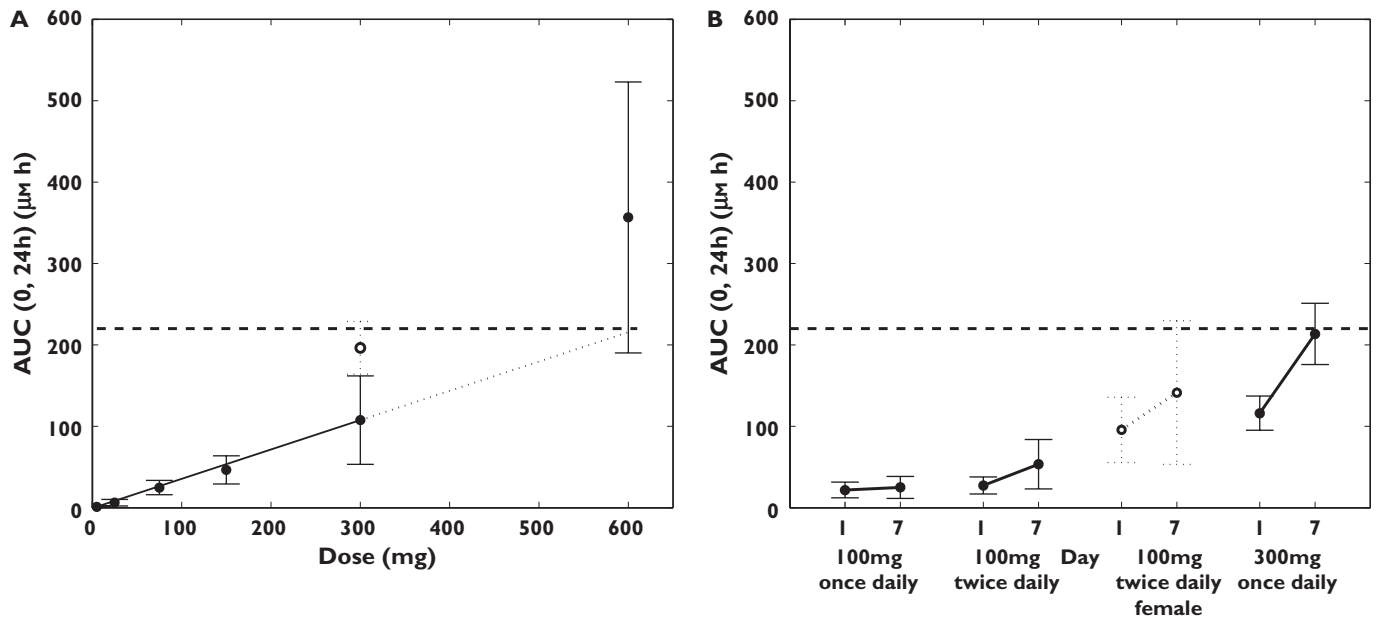 A
600
500
400
300
200
100
0
AUC (0, 24h) (µM h)
0 100 200 300 400 500 600
Dose (mg)
B
600
500
400
300
200
100
0
AUC (0, 24h) (µM h)
1 7 1 7 1 7 1 7
100mg 100mg Day 100mg 300mg
once daily twice daily twice daily once daily
female